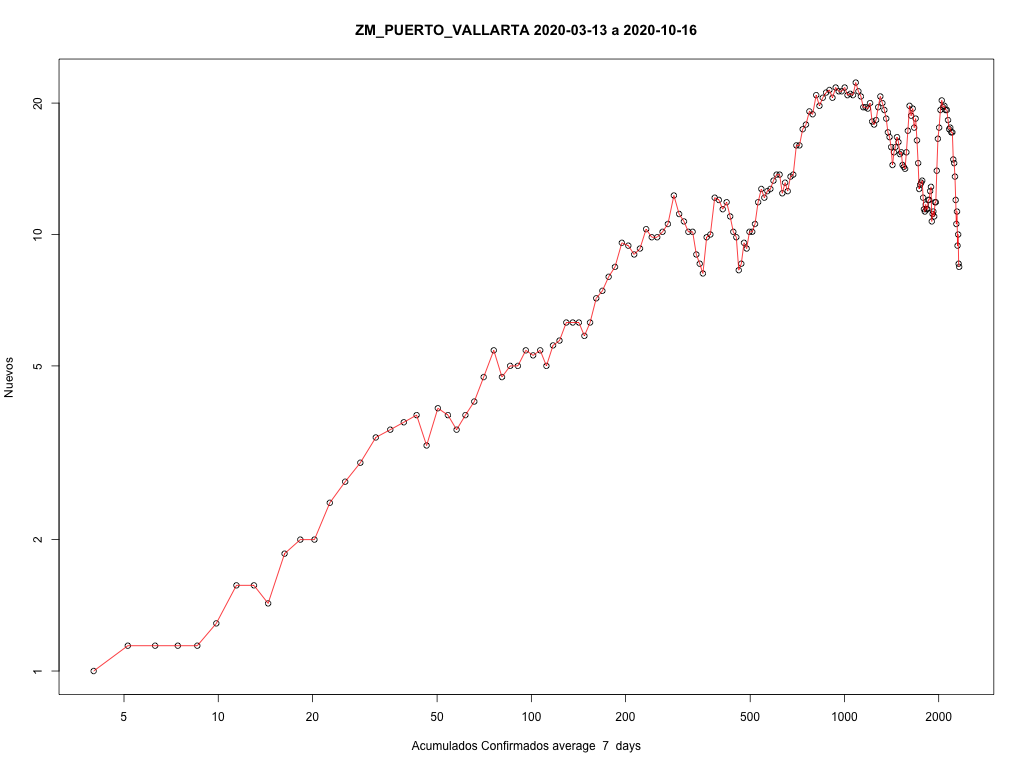 ZM_PUERTO_VALLARTA 2020-03-13 a 2020-10-16
20
10
5
2
1
Nuevos
5 10 20 50 100 200 500 1000 2000
Acumulados Confirmados average 7 days